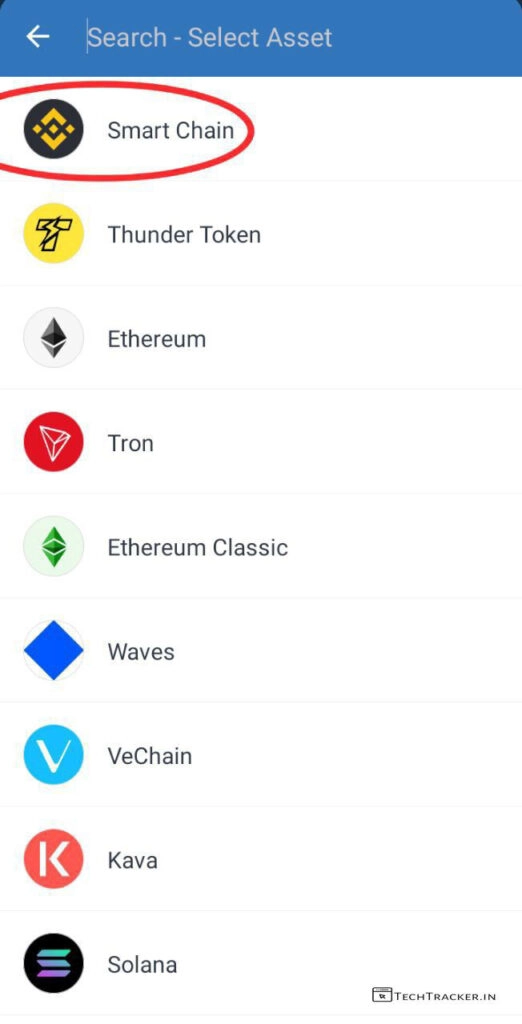 Search - Select Asset
Smart Chain
Thunder Token
Ethereum
Tron
Ethereum Classic
Waves
VeChain
Kava
Solana
TechTracker.in